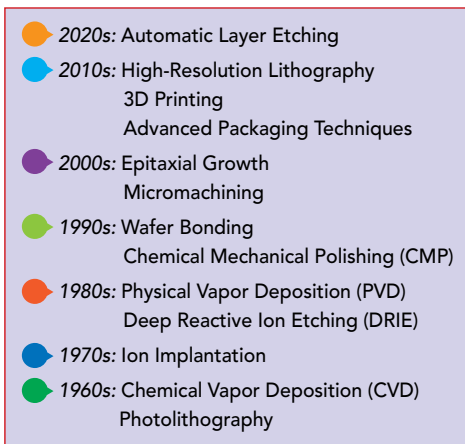 2020s: Automatic Layer Etching
2010s: High-Resolution Lithography
3D Printing
Advanced Packaging Techniques
2000s: Epitaxial Growth
Micromachining
1990s: Wafer Bonding
Chemical Mechanical Polishing (CMP)
1980s: Physical Vapor Deposition (PVD)
Deep Reactive Ion Etching (DRIE)
1970s: Ion Implantation
1960s: Chemical Vapor Deposition (CVD)
Photolithography